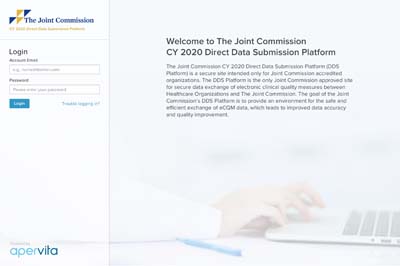 The Joint Commission
CY 2020 Direct Data Submission Platform
Login
Account Email
Password
Please enter your password
Login
Trouble logging in?
Welcome to The Joint Commission
CY 2020 Direct Data Submission Platform
The Joint Commission CY 2020 Direct Data Submission Platform (DDS
Platform) is a secure site intended only for Joint Commission accredited
organizations. The DDS Platform is the only Joint Commission approved site
for secure data exchange of electronic clinical quality measures between
Healthcare Organizations and The Joint Commission. The goal of the Joint
Commission's DDS Platform is to provide an environment for the safe and
efficient exchange of eCQM data, which leads to improved data accuracy
and quality improvement.
Powered by
apervita